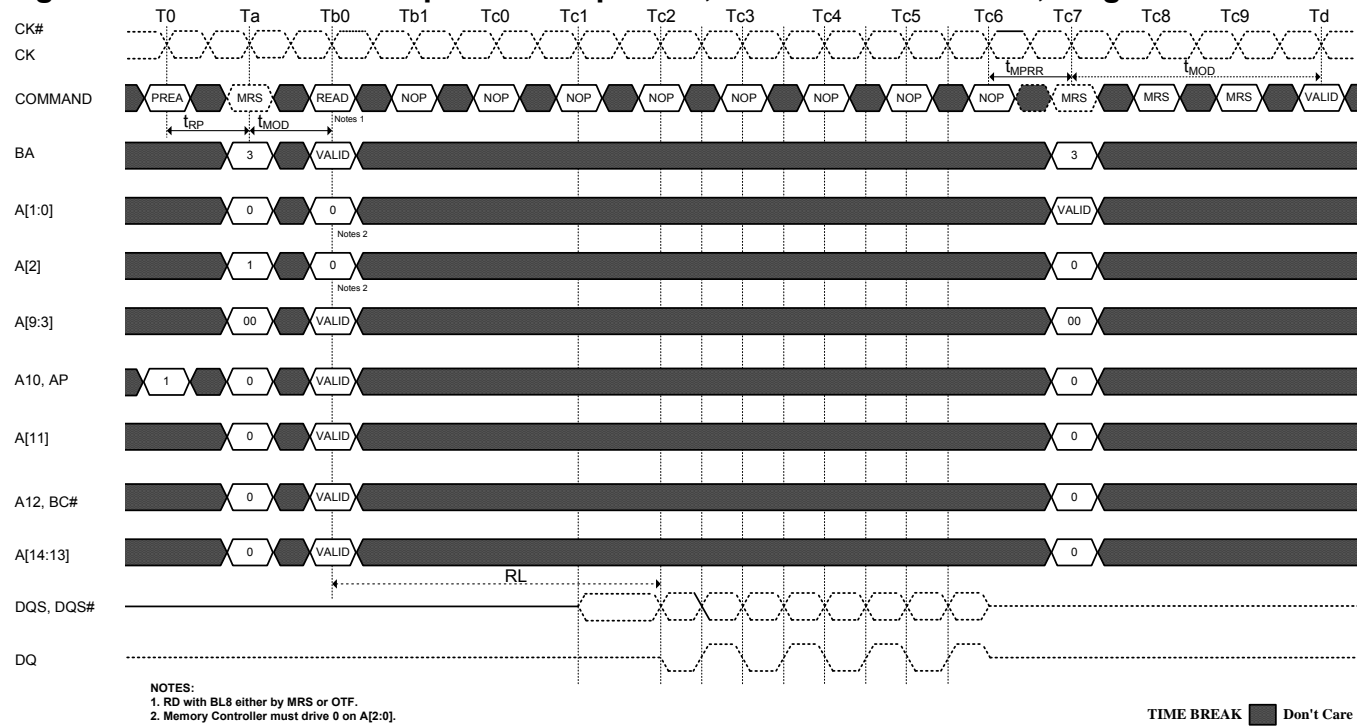 T0 Ta Tb0 Tb1 Tc0 Tc1 Tc2 Tc3 Tc4 Tc5 Tc6 Tc7 Tc8 Tc9 Td
CK#
CK
tMPRR tMOD
COMMAND PREA MRS READ NOP NOP NOP NOP NOP NOP NOP NOP MRS MRS MRS VALID
tRP tMOD Notes 1
BA 3 VALID 3
A[1:0] 0 0 VALID
Notes 2
A[2] 1 0 0
Notes 2
A[9:3] 00 VALID 00
A10, AP 1 0 VALID 0
A[11] 0 VALID 0
A12, BC# 0 VALID 0
A[14:13] 0 VALID 0
RL
DQS, DQS#
DQ
NOTES:
1. RD with BL8 either by MRS or OTF.
2. Memory Controller must drive 0 on A[2:0].
TIME BREAK Don't Care